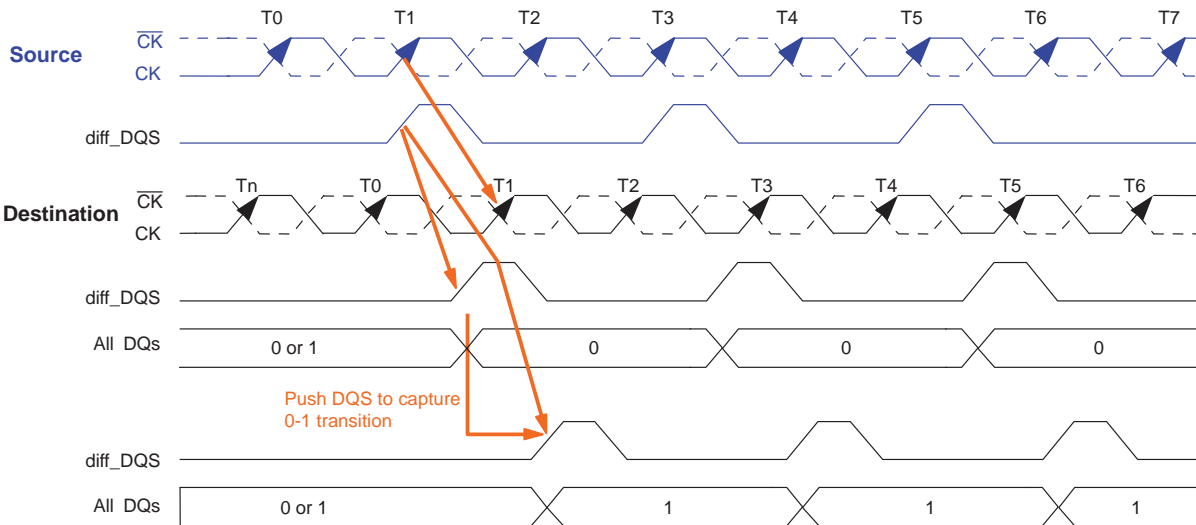 T0 T1 T2 T3 T4 T5 T6 T7
CK
Source
CK
diff_DQS
Tn T0 T1 T2 T3 T4 T5 T6
CK
Destination
CK
diff_DQS
All DQs 0 or 1 0 0 0
Push DQS to capture
0-1 transition
diff_DQS
All DQs 0 or 1 1 1 1